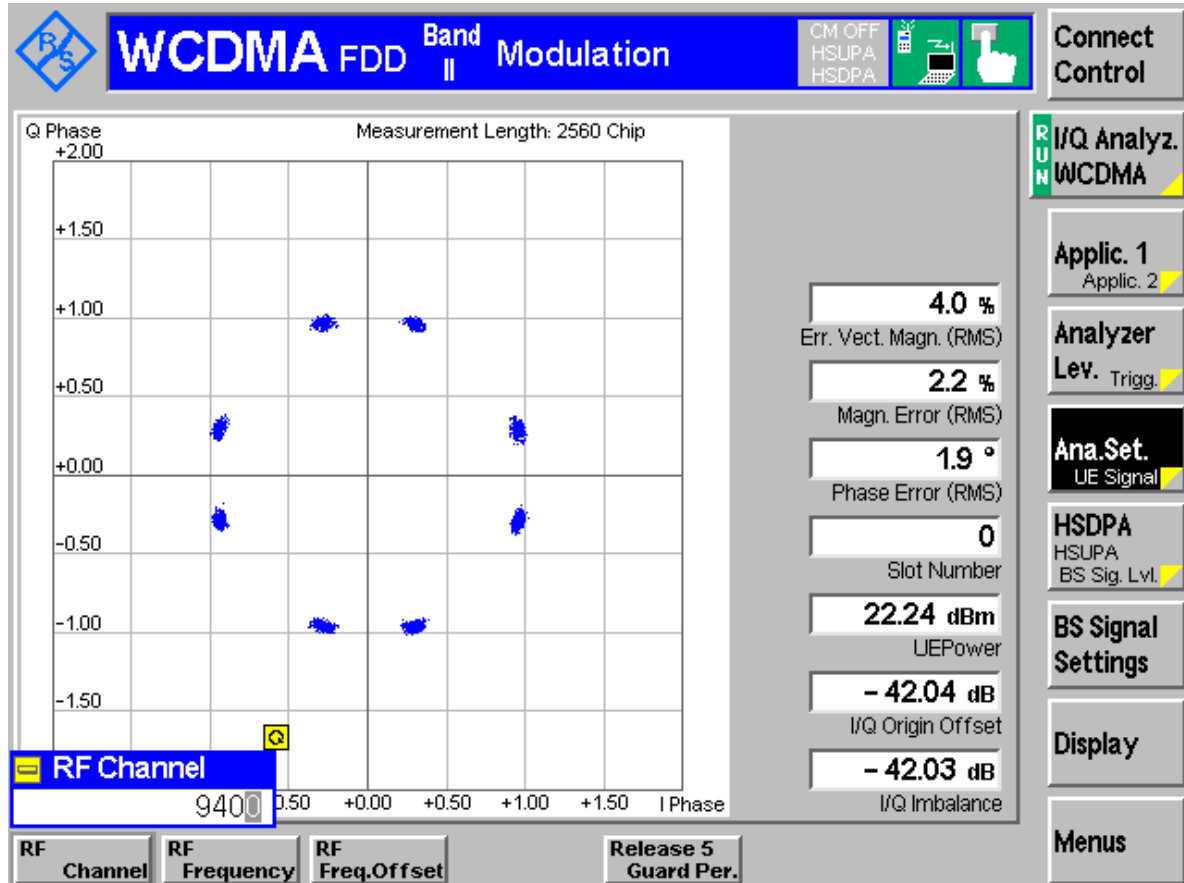 R/S
WCDMA FDD Band II Modulation
CM OFF
HSUPA
HSDPA
Connect
Control
Q Phase
Measurement Length: 2560 Chip
+2.00
+1.50
+1.00
+0.50
+0.00
-0.50
-1.00
-1.50
Q
0.50 +0.00 +0.50 +1.00 +1.50 I Phase
RF Channel
9400
4.0 %
Err. Vect. Magn. (RMS)
2.2 %
Magn. Error (RMS)
1.9 °
Phase Error (RMS)
0
Slot Number
22.24 dBm
UEPower
- 42.04 dB
I/Q Origin Offset
- 42.03 dB
I/Q Imbalance
RUN
I/Q Analyz.
WCDMA
Applic. 1
Applic. 2
Analyzer
Lev. Trigg.
Ana.Set.
UE Signal
HSDPA
HSUPA
BS Sig. Lvl.
BS Signal
Settings
Display
Menus
RF
Channel
RF
Frequency
RF
Freq.Offset
Release 5
Guard Per.